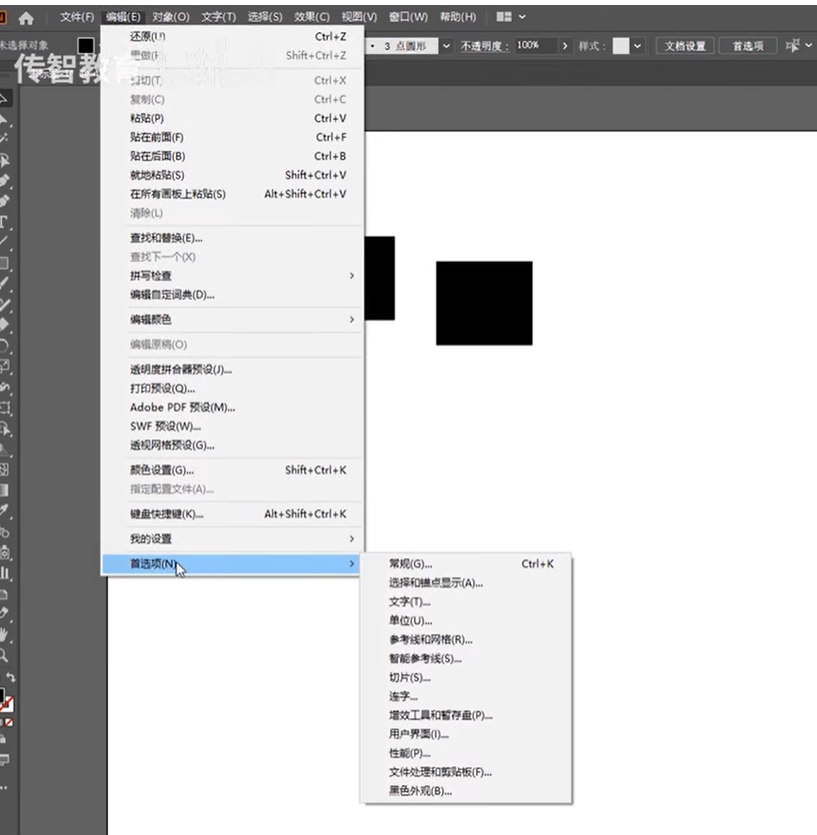 文件(F) 编辑(E) 对象(O) 文字(T) 选择(S) 效果(C) 视图(V) 窗口(W) 帮助(H)
未选择对象
3 点圆形 不透明度: 100% 样式: 文档设置 首选项
传智教育
还原(U) Ctrl+Z
重做(R) Shift+Ctrl+Z
剪切(T) Ctrl+X
复制(C) Ctrl+C
粘贴(P) Ctrl+V
贴在前面(F) Ctrl+F
贴在后面(B) Ctrl+B
就地粘贴(S) Shift+Ctrl+V
在所有画板上粘贴(S) Alt+Shift+Ctrl+V
清除(L)
查找和替换(E)...
查找下一个(X)
拼写检查
编辑自定词典(D)...
编辑颜色
编辑原稿(O)
透明度拼合器预设(J)...
打印预设(Q)...
Adobe PDF 预设(M)...
SWF 预设(W)...
透视网格预设(G)...
颜色设置(G)... Shift+Ctrl+K
指定配置文件(A)...
键盘快捷键(K)... Alt+Shift+Ctrl+K
我的设置
首选项(N)
常规(G)... Ctrl+K
选择和锚点显示(A)...
文字(T)...
单位(U)...
参考线和网格(R)...
智能参考线(S)...
切片(S)...
连字...
增效工具和暂存盘(P)...
用户界面(I)...
性能(P)...
文件处理和剪贴板(F)...
黑色外观(B)...